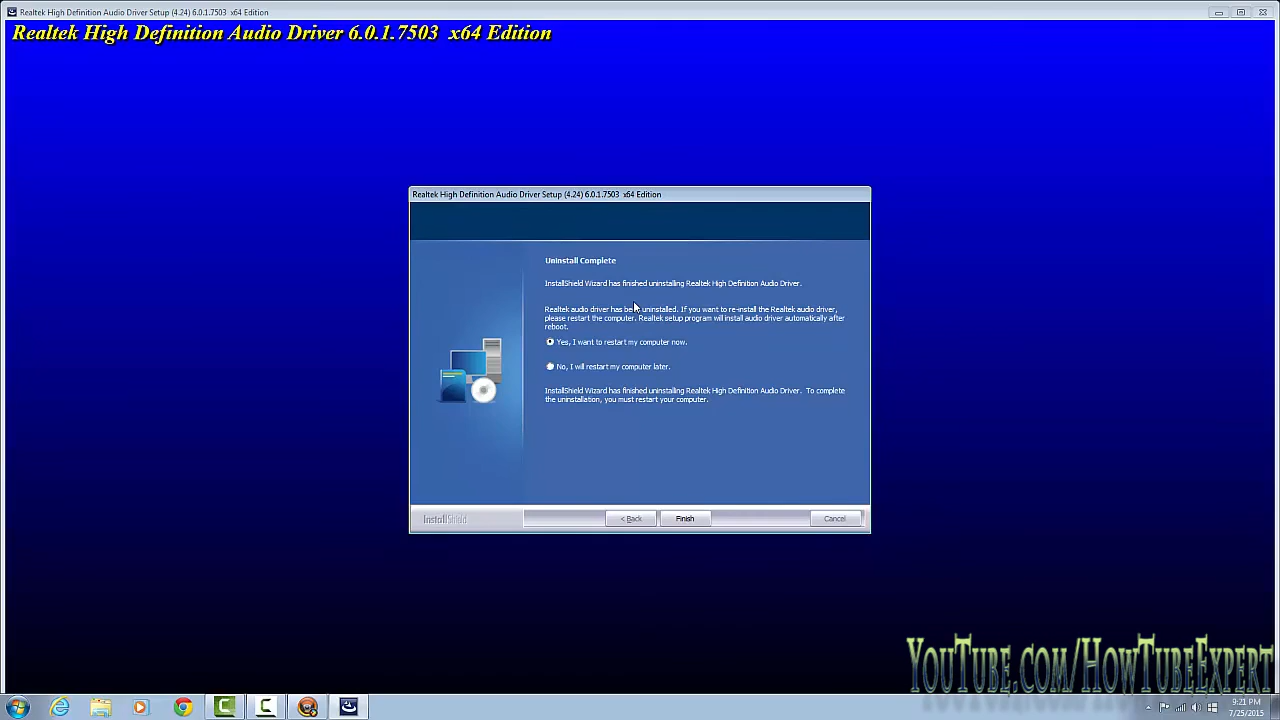 Realtek High Definition Audio Driver Setup (4.24) 6.0.1.7503 x64 Edition
Realtek High Definition Audio Driver 6.0.1.7503 x64 Edition
Realtek High Definition Audio Driver Setup (4.24) 6.0.1.7503 x64 Edition
Uninstall Complete
InstallShield Wizard has finished uninstalling Realtek High Definition Audio Driver.
Realtek audio driver has been uninstalled. If you want to re-install the Realtek audio driver,
please restart the computer. Realtek setup program will install audio driver automatically after
reboot.
Yes, I want to restart my computer now.
No, I will restart my computer later.
InstallShield Wizard has finished uninstalling Realtek High Definition Audio Driver. To complete
the uninstallation, you must restart your computer.
InstallShield
< Back
Finish
Cancel
YouTube.com/HowTubeExpert
9:21 PM
7/25/2015